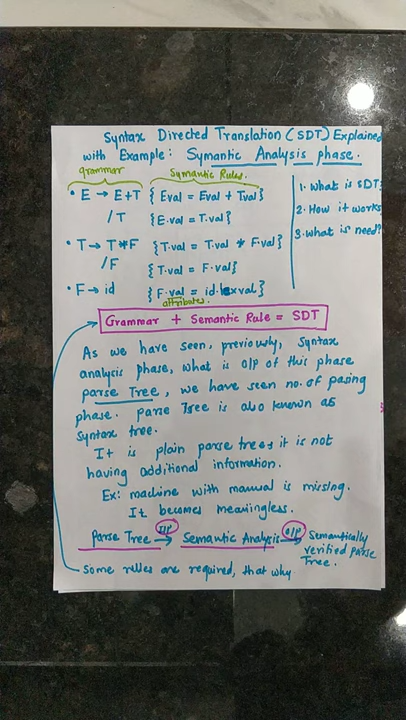 Syntax Directed Translation (SDT) Explained
with Example: Symantic Analysis phase.
grammar
Symantic Rules.
• E → E+T { Eval = Eval + Tval}
/T {E.val = T.val}
• T → T*F {T.val = T.val * F.val}
/F {T.val = F.val}
• F → id {F.val = id.lexval}
attributes.
1. What is SDT?
2. How it works
3. what is need?
Grammar + Semantic Rule = SDT
As we have seen, previously, Syntax
analysis phase, what is O/P of this phase
parse Tree, we have seen no. of pasing
phase. parse Tree is also known as
Syntax tree.
It is plain parse tree, it is not
having additional information.
Ex: machine with manual is missing.
It becomes meaningless.
Parse Tree I/P → Semantic Analysis O/P → Semantically
verified parse
Tree.
Some rules are required, that why